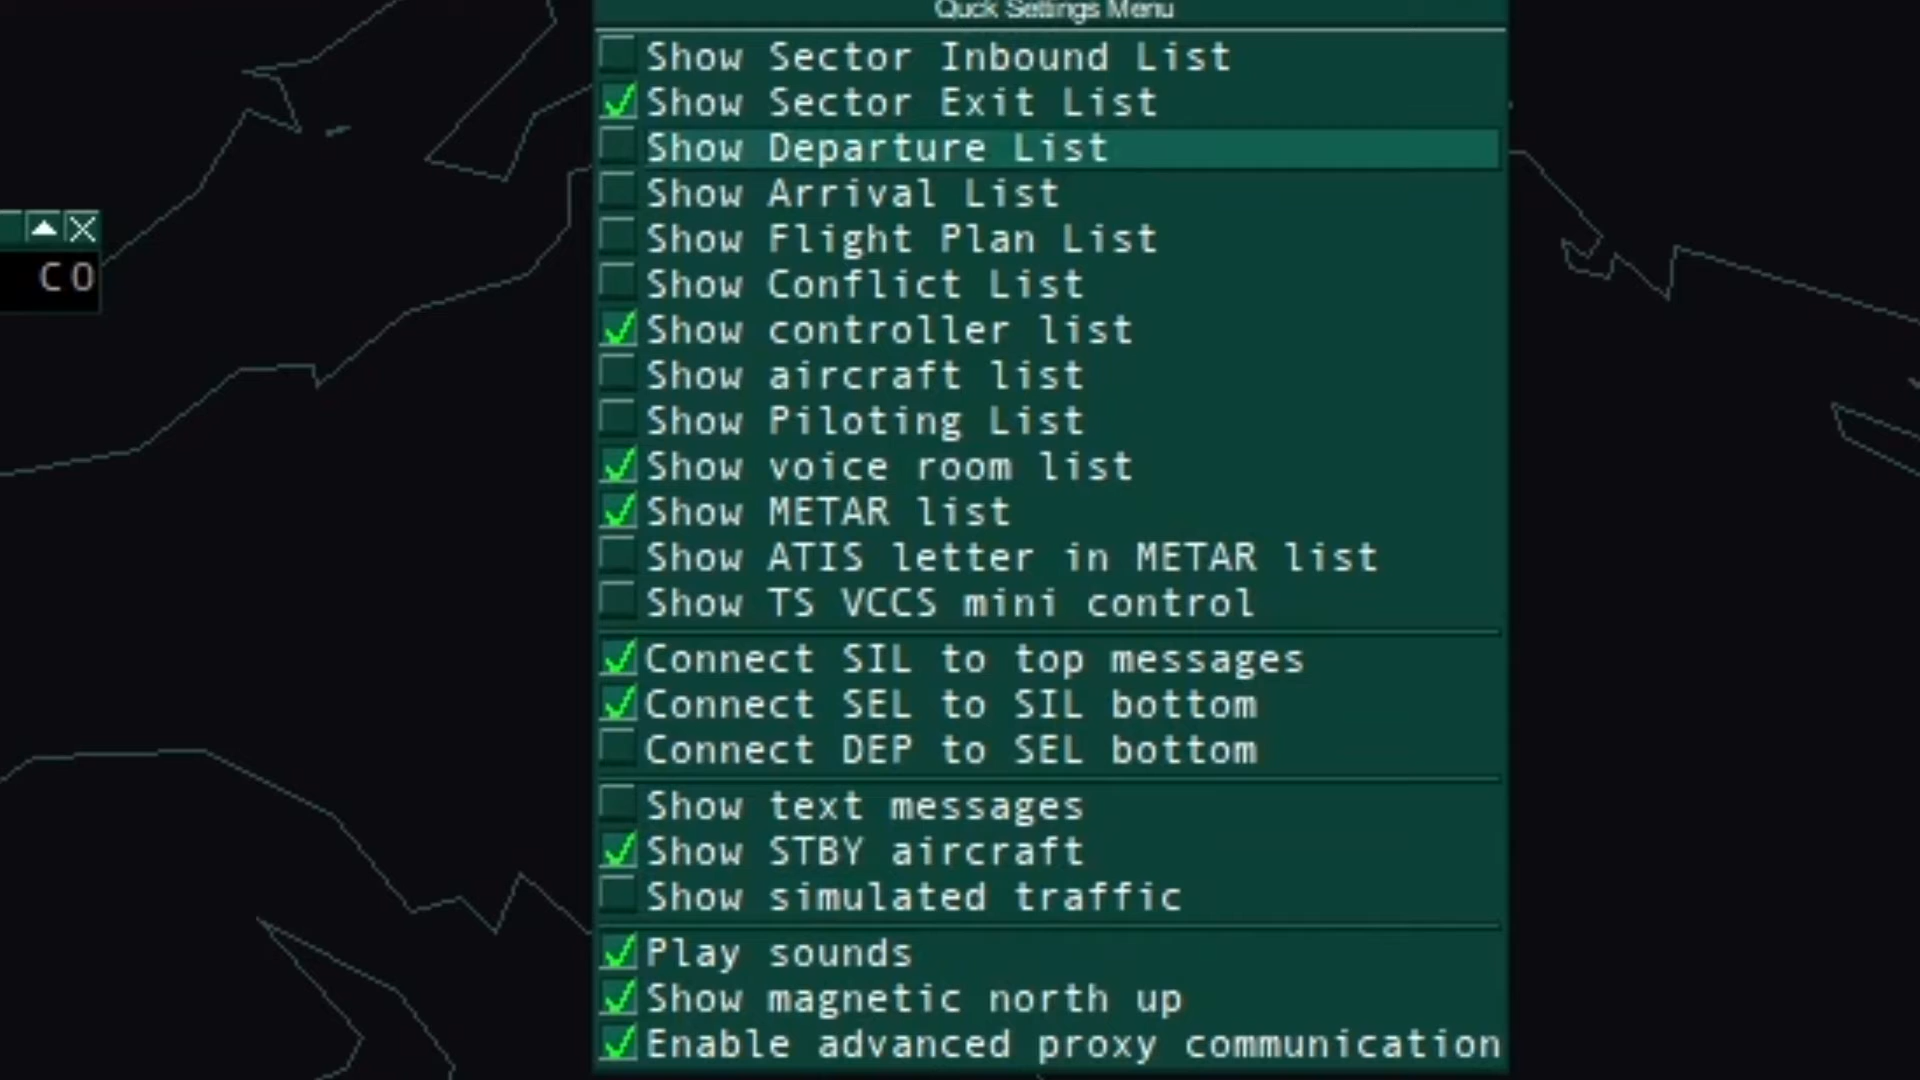 Quck Settings Menu
Show Sector Inbound List
Show Sector Exit List
Show Departure List
Show Arrival List
Show Flight Plan List
Show Conflict List
Show controller list
Show aircraft list
Show Piloting List
Show voice room list
Show METAR list
Show ATIS letter in METAR list
Show TS VCCS mini control
Connect SIL to top messages
Connect SEL to SIL bottom
Connect DEP to SEL bottom
Show text messages
Show STBY aircraft
Show simulated traffic
Play sounds
Show magnetic north up
Enable advanced proxy communication
CO